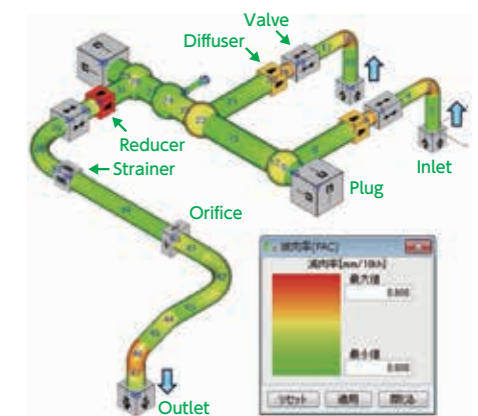 Valve
Diffuser
Reducer
Strainer
Inlet
Plug
Orifice
減肉率(FAC)
減肉率[mm/10kh]
最大値
最小値
リセット
適用
閉じる
Outlet